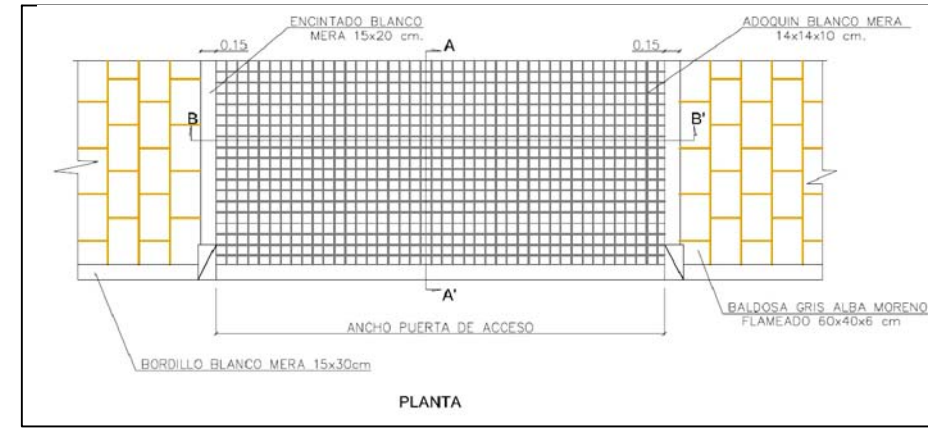 ENCINTADO BLANCO
MERA 15x20 cm.
ADOQUIN BLANCO MERA
14x14x10 cm.
0.15
A
0.15
B
B'
A'
ANCHO PUERTA DE ACCESO
BALDOSA GRIS ALBA MORENO
FLAMEADO 60x40x6 cm
BORDILLO BLANCO MERA 15x30cm
PLANTA